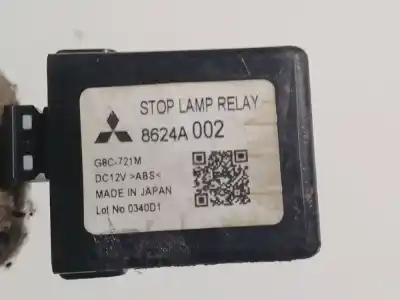 STOP LAMP RELAY
8624A 002
G8C-721M
DC12V >ABS<
MADE IN JAPAN
Lot No 0340D1